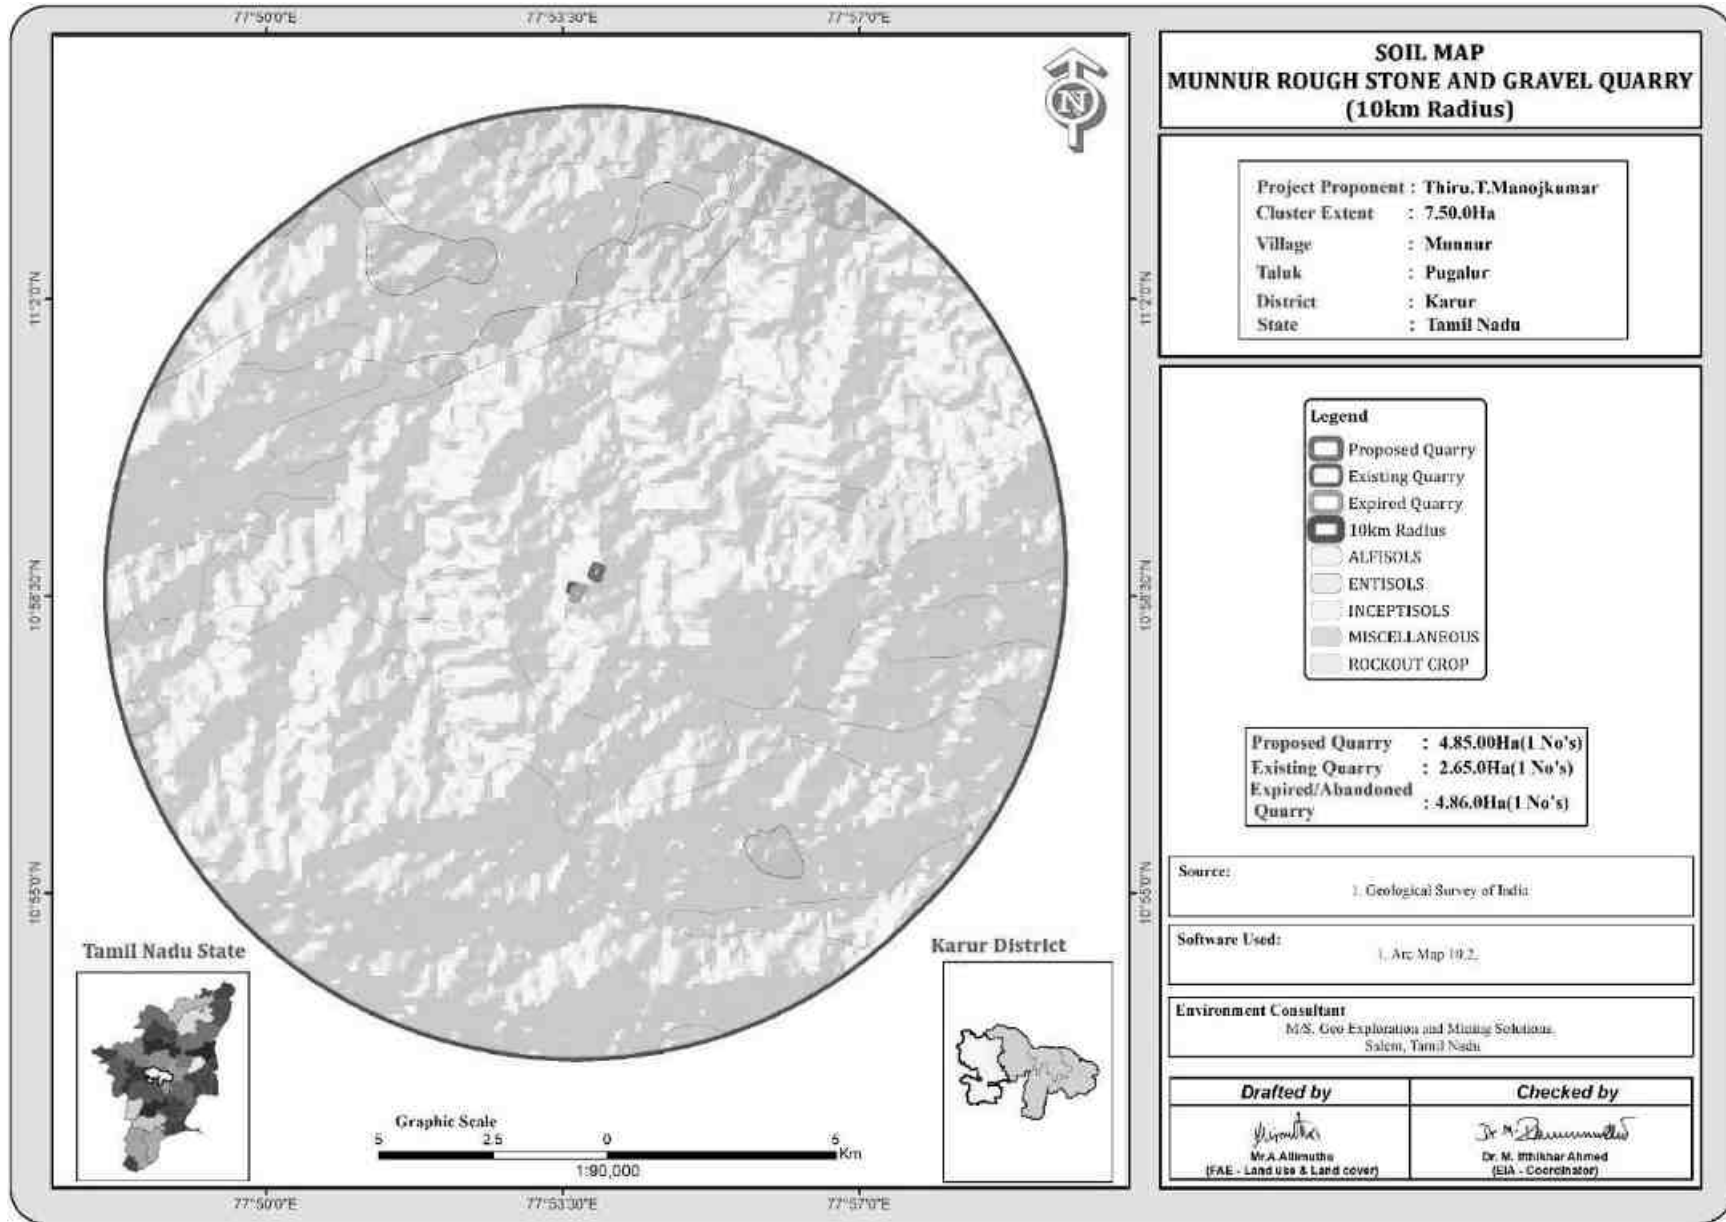 77°50'0"E 77°53'30"E 77°57'0"E
N
11°2'0"N 11°2'0"N
10°58'30"N 10°58'30"N
10°55'0"N 10°55'0"N
Tamil Nadu State
Karur District
Graphic Scale
5 2.5 0 5
Km
1:90,000
77°50'0"E 77°53'30"E 77°57'0"E
SOIL MAP
MUNNUR ROUGH STONE AND GRAVEL QUARRY
(10km Radius)
Project Proponent : Thiru.T.Manojkumar
Cluster Extent : 7.50.0Ha
Village : Munnur
Taluk : Pugalur
District : Karur
State : Tamil Nadu
Legend
Proposed Quarry
Existing Quarry
Expired Quarry
10km Radius
ALFISOLS
ENTISOLS
INCEPTISOLS
MISCELLANEOUS
ROCKOUT CROP
Proposed Quarry : 4.85.00Ha(1 No's)
Existing Quarry : 2.65.0Ha(1 No's)
Expired/Abandoned
Quarry : 4.86.0Ha(1 No's)
Source:
1. Geological Survey of India
Software Used:
1. Arc Map 10.2.
Environment Consultant
M/S. Geo Exploration and Mining Solutions.
Salem, Tamil Nadu
Drafted by Checked by
Mr.A.Allimuthu Dr. M. Ifthikhar Ahmed
(FAE - Land use & Land cover) (EIA - Coordinator)